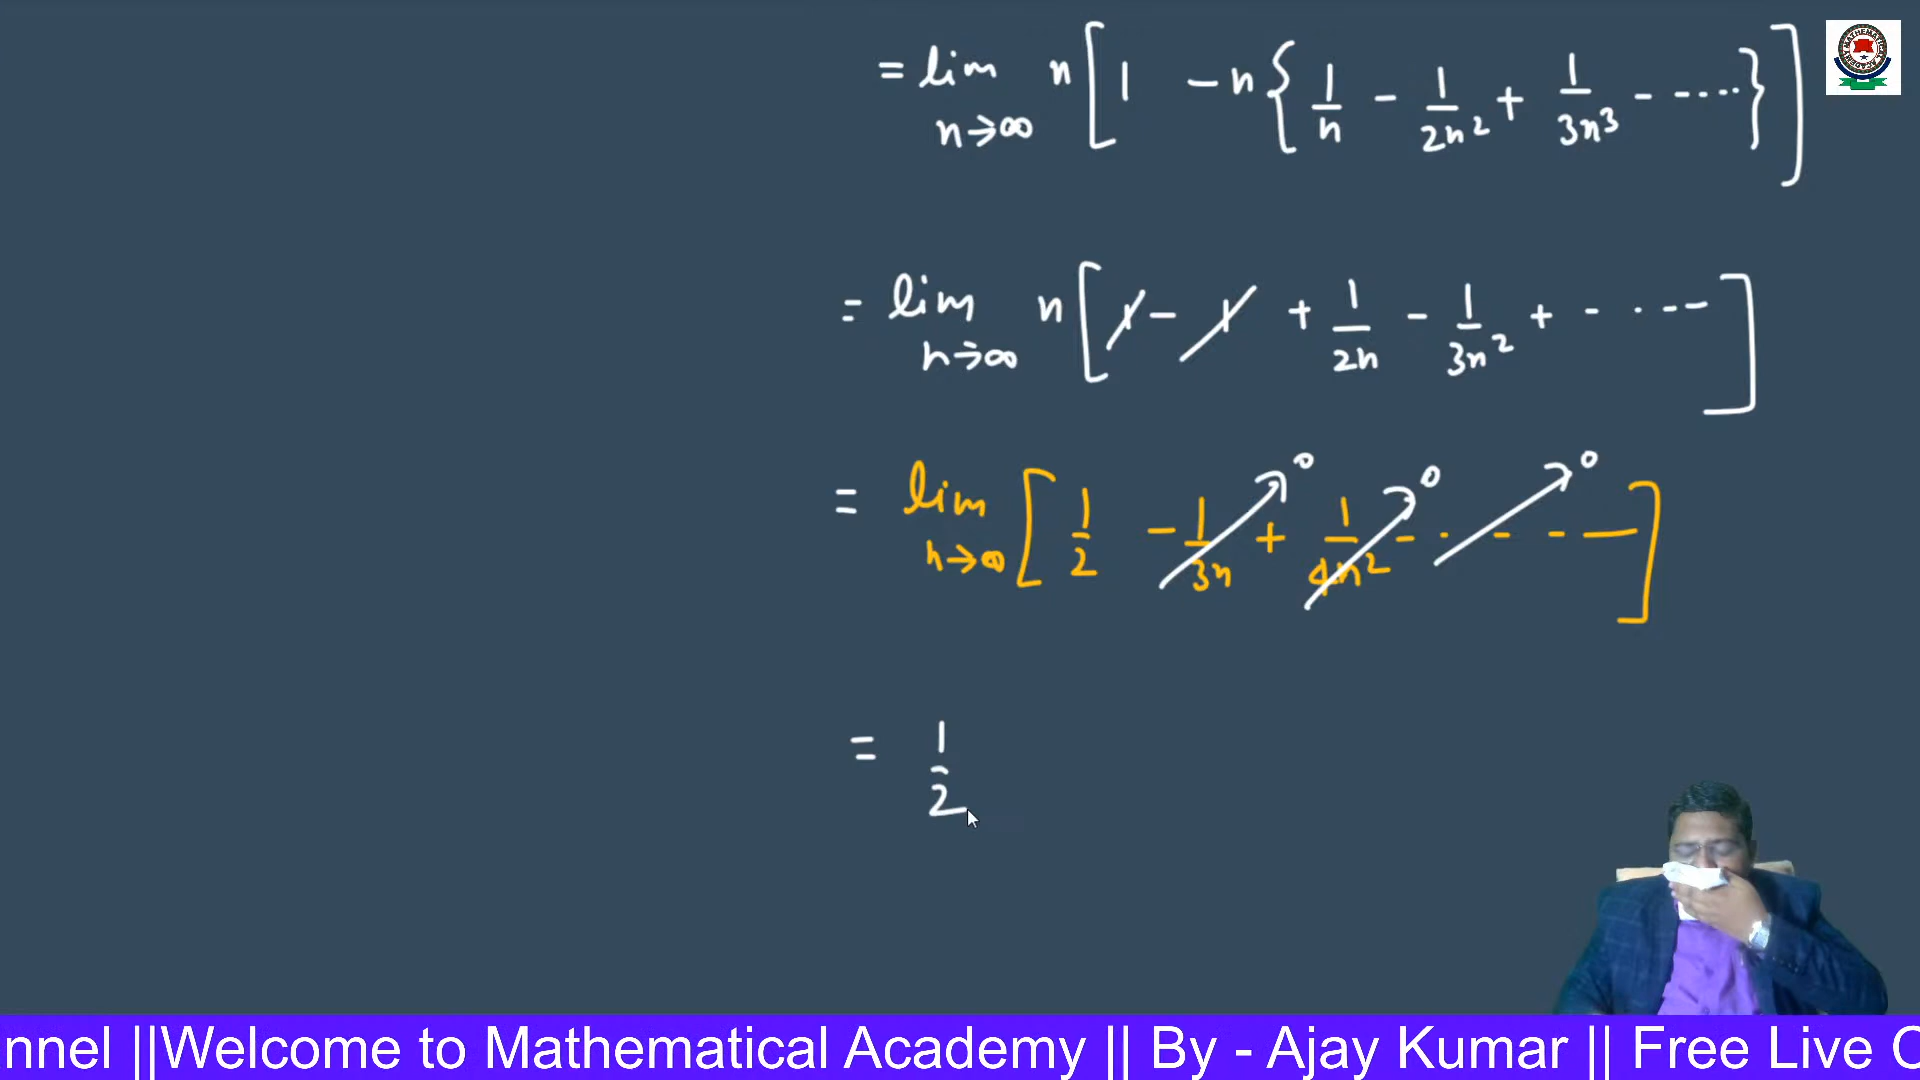 = lim n→∞ n[1 - n{1/n - 1/2n² + 1/3n³ - -----}]
= lim n→∞ n[1 - 1 + 1/2n - 1/3n² + - - - - -]
= lim n→∞ [1/2 - 1/3n + 1/4n² - - - - -] 0 0 0
= 1/2
nnel ||Welcome to Mathematical Academy || By - Ajay Kumar || Free Live C